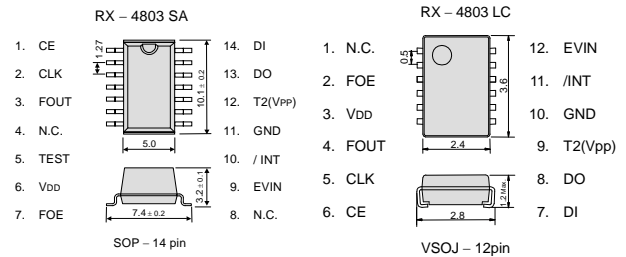 RX – 4803 SA
1. CE
2. CLK
3. FOUT
4. N.C.
5. TEST
6. VDD
7. FOE
1.27
10.1 ± 0.2
5.0
3.2 ± 0.1
7.4 ± 0.2
14. DI
13. DO
12. T2(VPP)
11. GND
10. / INT
9. EVIN
8. N.C.
SOP – 14 pin
RX – 4803 LC
1. N.C.
2. FOE
3. VDD
4. FOUT
5. CLK
6. CE
0.5
3.6
2.4
1.2 Max
2.8
12. EVIN
11. /INT
10. GND
9. T2(Vpp)
8. DO
7. DI
VSOJ – 12pin